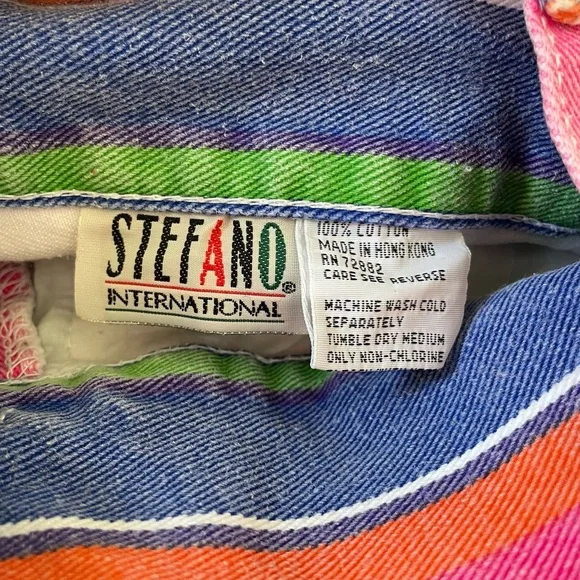 STEFANO®
INTERNATIONAL
100% COTTON
MADE IN HONG KONG
RN 72882
CARE SEE REVERSE
MACHINE WASH COLD
SEPARATELY
TUMBLE DRY MEDIUM
ONLY NON-CHLORINE